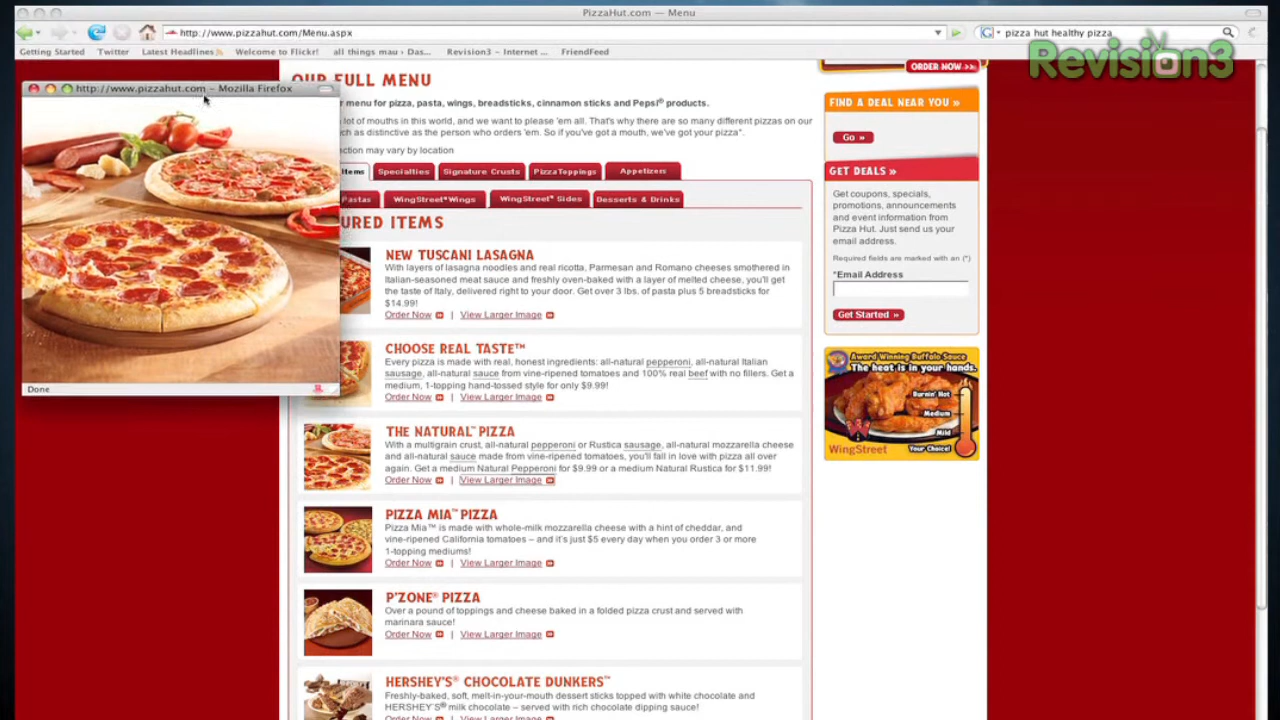 PizzaHut.com — Menu
http://www.pizzahut.com/Menu.aspx
pizza hut healthy pizza
Getting Started
Twitter
Latest Headlines
Welcome to Flickr!
all things mau › Das...
Revision3 – Internet ...
FriendFeed
Revision3
ORDER NOW »
OUR FULL MENU
http://www.pizzahut.com – Mozilla Firefox
r menu for pizza, pasta, wings, breadsticks, cinnamon sticks and Pepsi® products.
lot of mouths in this world, and we want to please 'em all. That's why there are so many different pizzas on our
ch as distinctive as the person who orders 'em. So if you've got a mouth, we've got your pizza".
ection may vary by location
Items
Specialties
Signature Crusts
Pizza Toppings
Appetizers
Pastas
WingStreet® Wings
WingStreet® Sides
Desserts & Drinks
URED ITEMS
NEW TUSCANI LASAGNA
With layers of lasagna noodles and real ricotta, Parmesan and Romano cheeses smothered in
Italian-seasoned meat sauce and freshly oven-baked with a layer of melted cheese, you'll get
the taste of Italy, delivered right to your door. Get over 3 lbs. of pasta plus 5 breadsticks for
$14.99!
Order Now | View Larger Image
CHOOSE REAL TASTE™
Every pizza is made with real, honest ingredients: all-natural pepperoni, all-natural Italian
sausage, all-natural sauce from vine-ripened tomatoes and 100% real beef with no fillers. Get a
medium, 1-topping hand-tossed style for only $9.99!
Order Now | View Larger Image
THE NATURAL™ PIZZA
With a multigrain crust, all-natural pepperoni or Rustica sausage, all-natural mozzarella cheese
and all-natural sauce made from vine-ripened tomatoes, you'll fall in love with pizza all over
again. Get a medium Natural Pepperoni for $9.99 or a medium Natural Rustica for $11.99!
Order Now | View Larger Image
PIZZA MIA™ PIZZA
Pizza Mia™ is made with whole-milk mozzarella cheese with a hint of cheddar, and
vine-ripened California tomatoes – and it's just $5 every day when you order 3 or more
1-topping mediums!
Order Now | View Larger Image
P'ZONE® PIZZA
Over a pound of toppings and cheese baked in a folded pizza crust and served with
marinara sauce!
Order Now | View Larger Image
HERSHEY'S® CHOCOLATE DUNKERS™
Freshly-baked, soft, melt-in-your-mouth dessert sticks topped with white chocolate and
HERSHEY'S® milk chocolate – served with rich chocolate dipping sauce!
Order Now | View Larger Image
Done
FIND A DEAL NEAR YOU »
Go »
GET DEALS »
Get coupons, specials,
promotions, announcements
and event information from
Pizza Hut. Just send us your
email address.
Required fields are marked with an (*)
*Email Address
Get Started »
Award Winning Buffalo Sauce
The heat is in your hands.
Burnin' Hot
Medium
Mild
Your Choice!
WingStreet